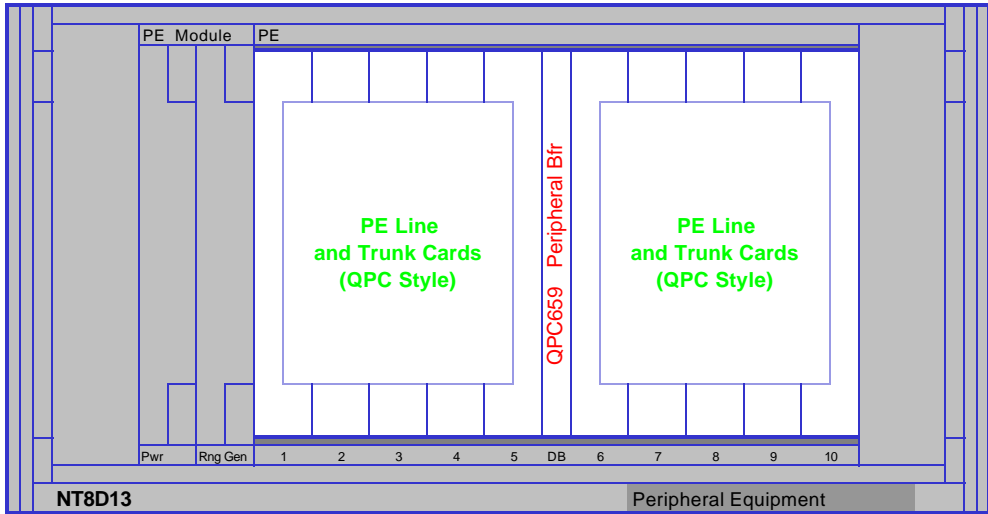 PE Module PE
PE Line
and Trunk Cards
(QPC Style)
QPC659 Peripheral Bfr
PE Line
and Trunk Cards
(QPC Style)
Pwr Rng Gen 1 2 3 4 5 DB 6 7 8 9 10
NT8D13 Peripheral Equipment